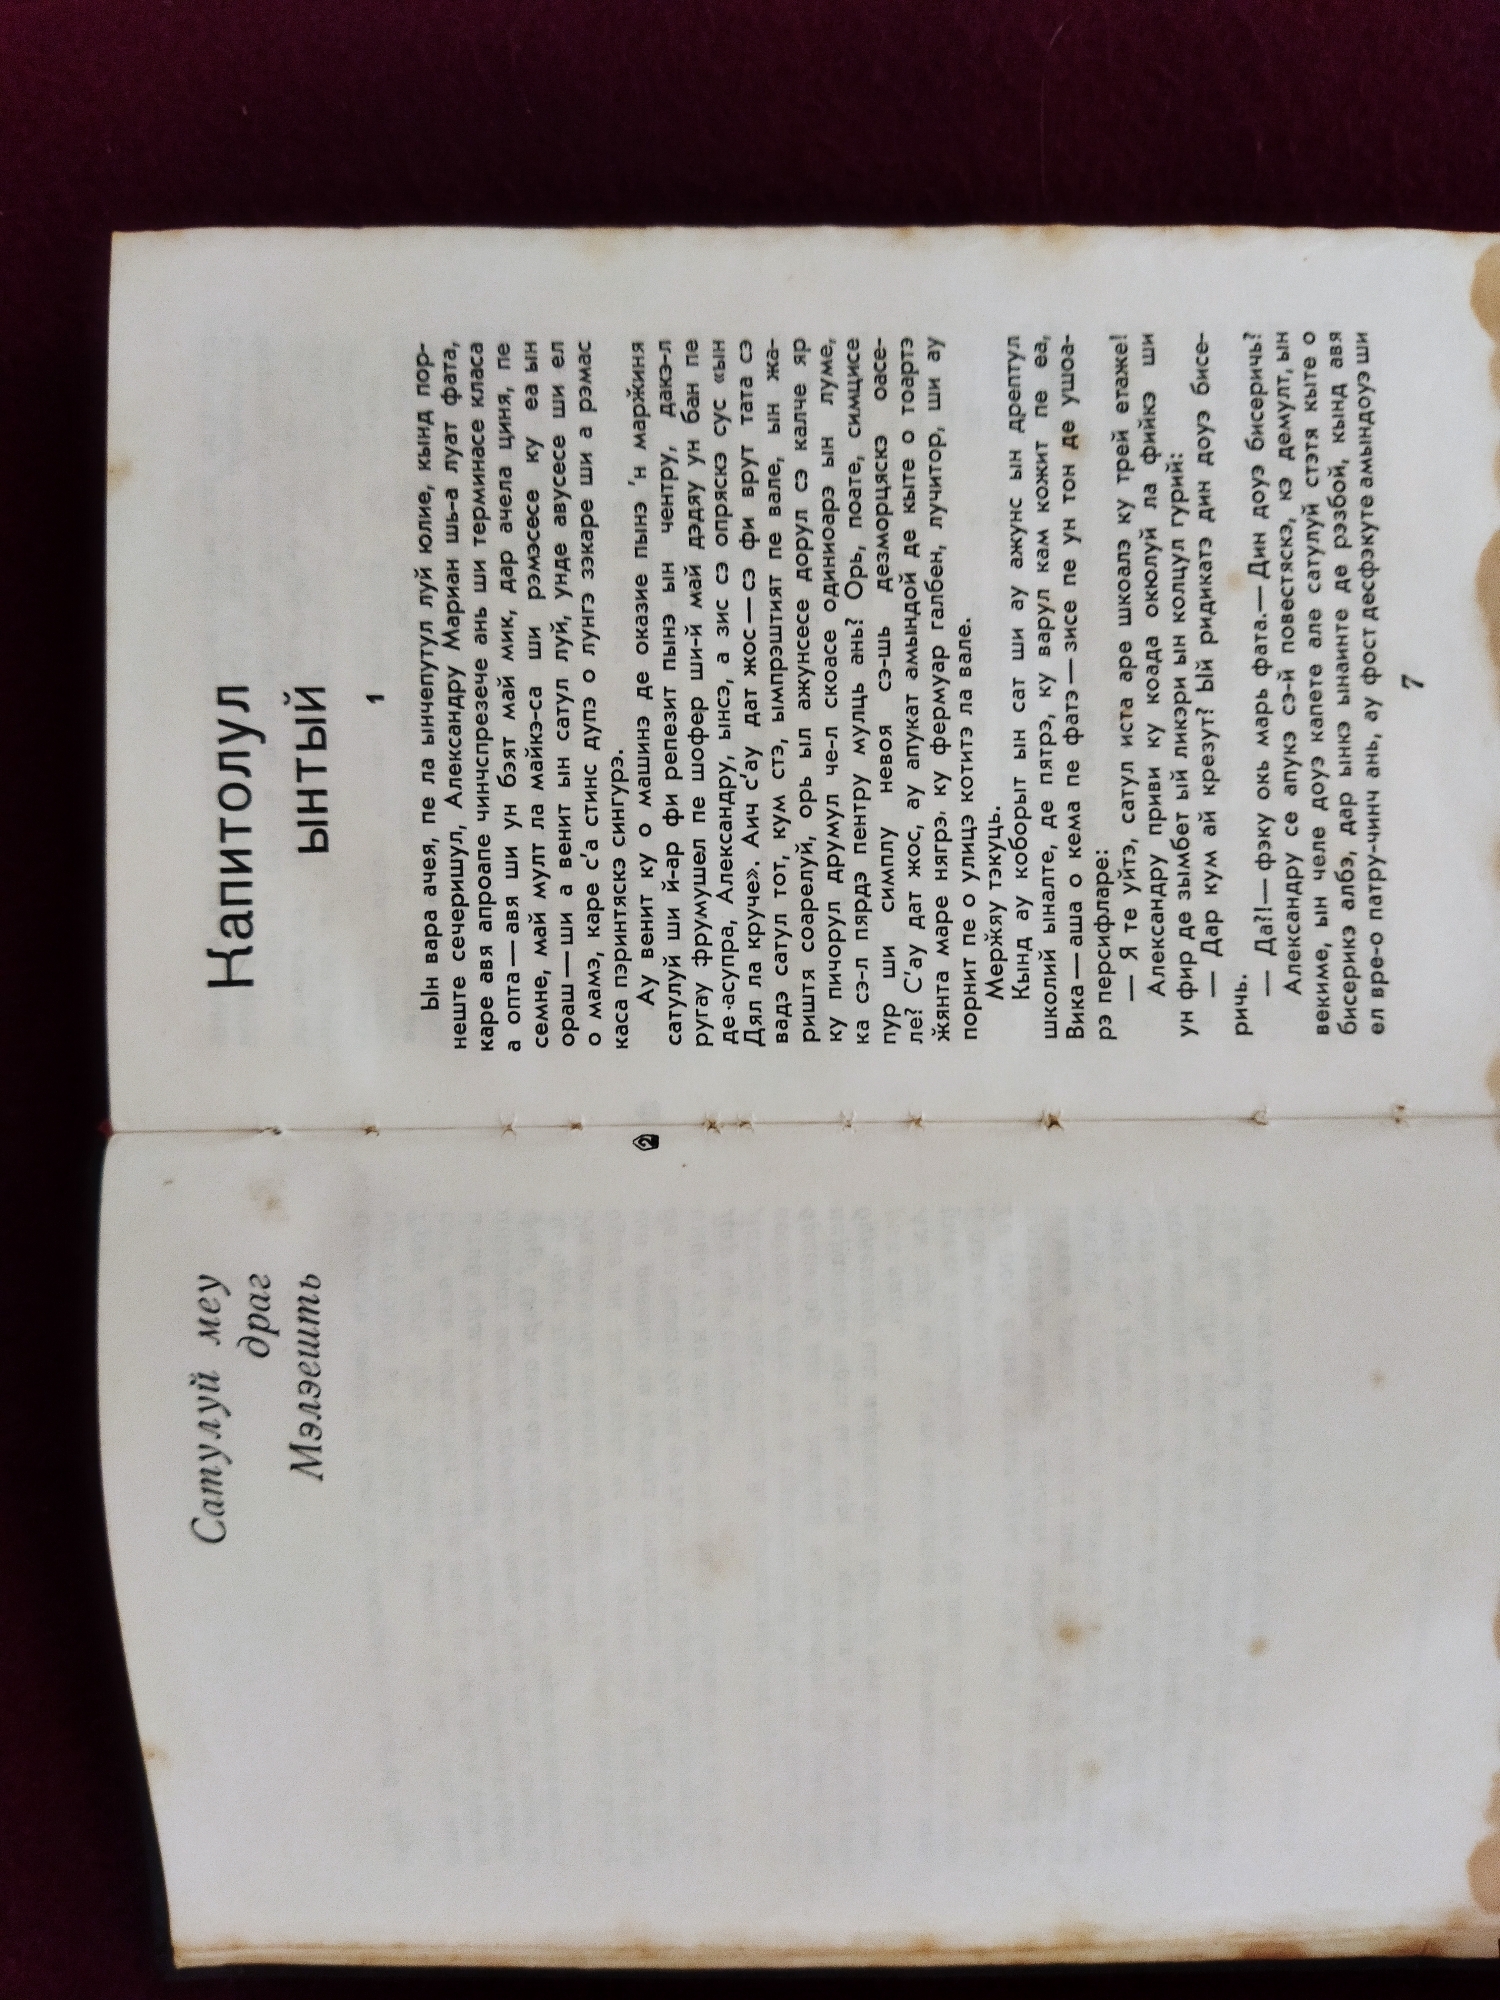 Сатулуй меу
драг
Мэлэешть
Капитолул
ынтый
1
Ын вара ачея, пе ла ынчепутул луй юлие, кынд пор-
неште сечеришул, Александру Мариан шь-а луат фата,
каре авя апроапе чинчспрезече ань ши терминасе класа
а опта — авя ши ун бэят май мик, дар ачела циня, пе
семне, май мулт ла майкэ-са ши рэмэсесе ку еа ын
ораш — ши а венит ын сатул луй, унде авусесе ши ел
о мамэ, каре с'а стинс дупэ о лунгэ зэкаре ши а рэмас
каса пэринтяскэ сингурэ.
Ау венит ку о машинэ де оказие пынэ 'н маржиня
сатулуй ши й-ар фи репезит пынэ ын чентру, дакэ-л
ругау фрумушел пе шофер ши-й май дэдяу ун бан пе
де-асупра, Александру, ынсэ, а зис сэ опряскэ сус «ын
Дял ла круче». Аич с'ау дат жос — сэ фи врут тата сэ
вадэ сатул тот, кум стэ, ымпрэштият пе вале, ын жа-
риштя соарелуй, орь ыл ажунсесе дорул сэ калче яр
ку пичорул друмул че-л скоасе одиниоарэ ын луме,
ка сэ-л пярдэ пентру мулць ань? Орь, поате, симцисе
пур ши симплу невоя сэ-шь дезморцяскэ оасе-
ле? С'ау дат жос, ау апукат амындой де кыте о тоартэ
жянта маре нягрэ, ку фермуар галбен, лучитор, ши ау
порнит пе о улицэ котитэ ла вале.
Мержяу тэкуць.
Кынд ау коборыт ын сат ши ау ажунс ын дрептул
школий ыналте, де пятрэ, ку варул кам кожит пе еа,
Вика — аша о кема пе фатэ — зисе пе ун тон де ушоа-
рэ персифларе:
— Я те уйтэ, сатул иста аре школэ ку трей етаже!
Александру приви ку коада окюлуй ла фийкэ ши
ун фир де зымбет ый ликэри ын колцул гурий:
— Дар кум ай крезут? Ый ридикатэ дин доуэ бисе-
ричь.
— Да?!— фэку окь марь фата.— Дин доуэ бисеричь?
Александру се апукэ сэ-й повестяскэ, кэ демулт, ын
векиме, ын челе доуэ капете але сатулуй стэтя кыте о
бисерикэ албэ, дар ынкэ ынаинте де рэзбой, кынд авя
ел вре-о патру-чинч ань, ау фост десфэкуте амындоуэ ши
7
2